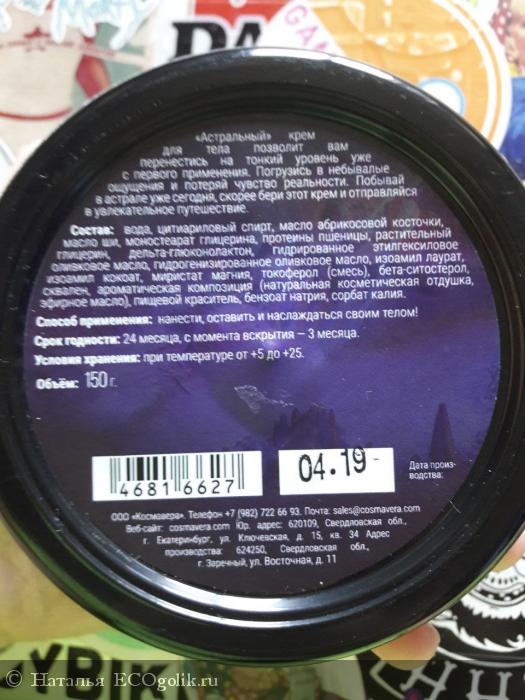 «Астральный» крем
для тела позволит вам
перенестись на тонкий уровень уже
с первого применения. Погрузись в небывалые
ощущения и потеряй чувство реальности. Побывай
в астрале уже сегодня, скорее бери этот крем и отправляйся
в увлекательное путешествие.
Состав: вода, цитиариловый спирт, масло абрикосовой косточки,
масло ши, моностеарат глицерина, протеины пшеницы, растительный
глицерин, дельта-глюконолактон, гидрированное этилгексиловое
оливковое масло, гидрогенизированное оливковое масло, изоамил лаурат,
изоамил кокоат, миристат магния, токоферол (смесь), бета-ситостерол,
сквален, ароматическая композиция (натуральная косметическая отдушка,
эфирное масло), пищевой краситель, бензоат натрия, сорбат калия.
Способ применения: нанести, оставить и наслаждаться своим телом!
Срок годности: 24 месяца, с момента вскрытия – 3 месяца.
Условия хранения: при температуре от +5 до +25.
Объём: 150 г.
4681 6627
04.19
Дата произ-
водства:
ООО «Космавера». Телефон +7 (982) 722 66 93. Почта: sales@cosmavera.com
Веб-сайт: cosmavera.com Юр. адрес: 620109, Свердловская обл.,
г. Екатеринбург, ул. Ключевская, д. 15, кв. 34 Адрес
производства: 624250, Свердловская обл.,
г. Заречный, ул. Восточная, д. 11
© Наталья ECOgolik.ru